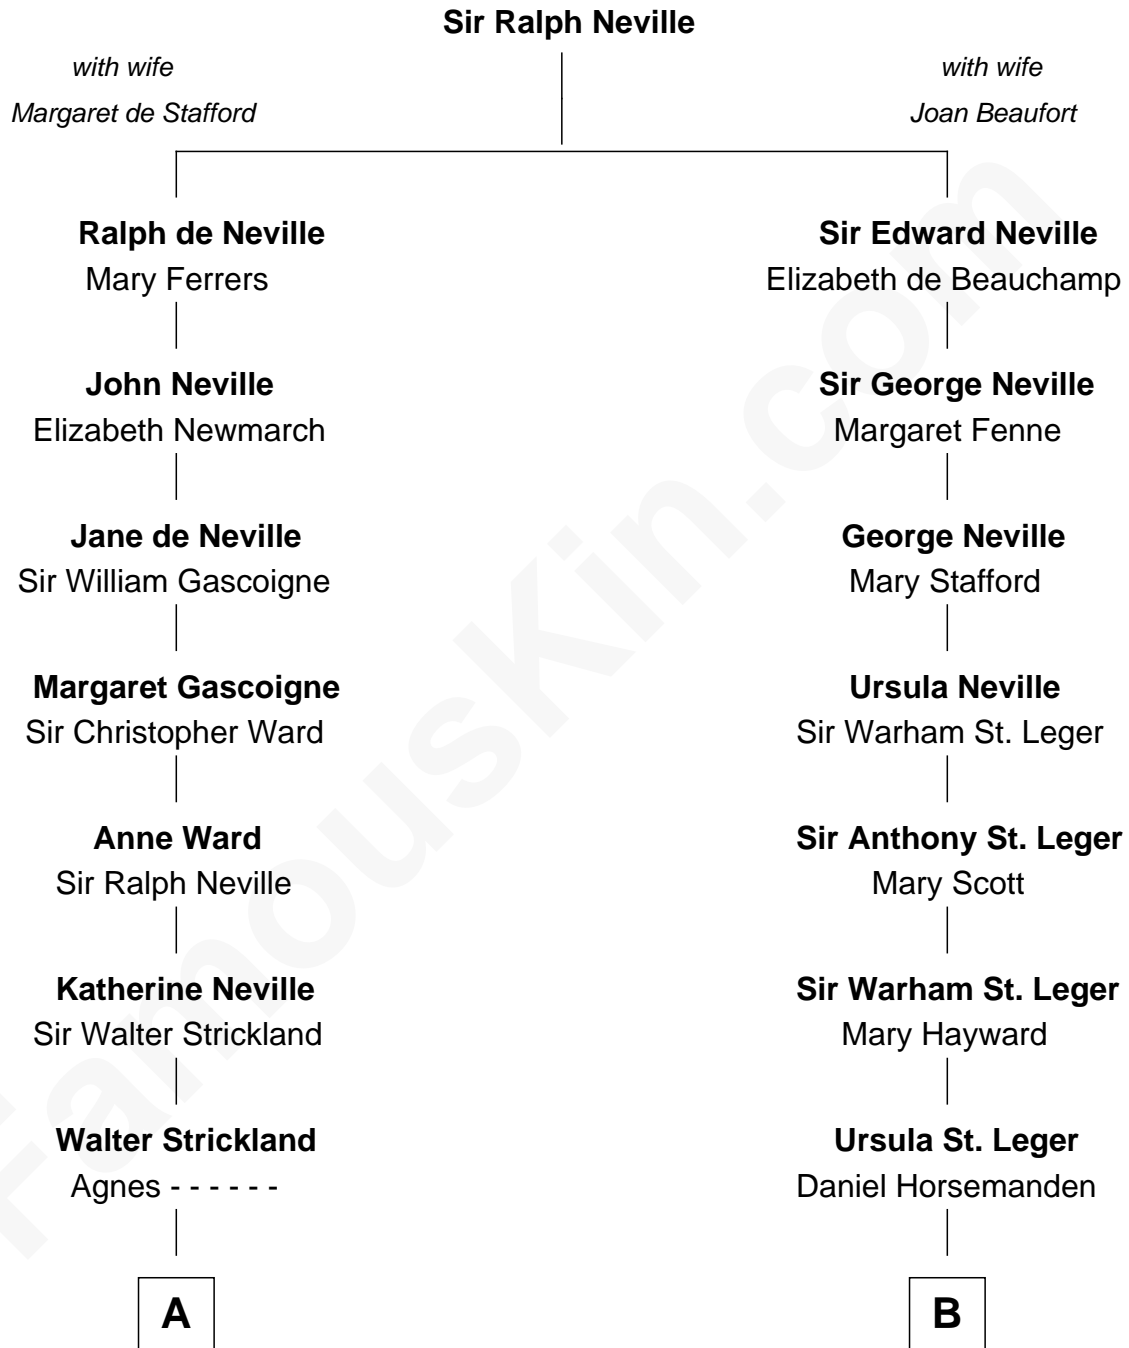 Sir Ralph Neville
with wife
Margaret de Stafford
with wife
Joan Beaufort
Ralph de Neville
Mary Ferrers
Sir Edward Neville
Elizabeth de Beauchamp
John Neville
Elizabeth Newmarch
Sir George Neville
Margaret Fenne
Jane de Neville
Sir William Gascoigne
George Neville
Mary Stafford
Margaret Gascoigne
Sir Christopher Ward
Ursula Neville
Sir Warham St. Leger
Anne Ward
Sir Ralph Neville
Sir Anthony St. Leger
Mary Scott
Katherine Neville
Sir Walter Strickland
Sir Warham St. Leger
Mary Hayward
Walter Strickland
Agnes - - - - - -
Ursula St. Leger
Daniel Horsemanden
A
B
FamousKin.com